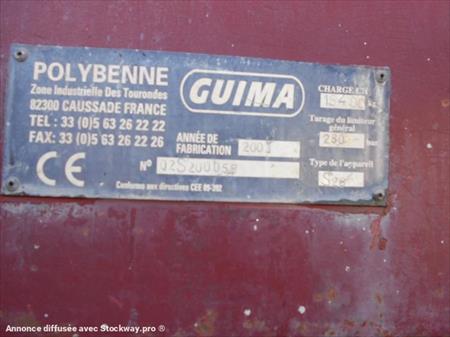 POLYBENNE
Zone Industrielle Des Tourondes
82300 CAUSSADE FRANCE
TEL : 33 (0)5 63 26 22 22
FAX: 33 (0)5 63 26 22 26
CE
GUIMA
ANNÉE DE
FABRICATION
N°
Conforme aux directives CEE 89-392
Tarage du limiteur
général
bar
Type de l'appareil
Annonce diffusée avec Stockway.pro ®